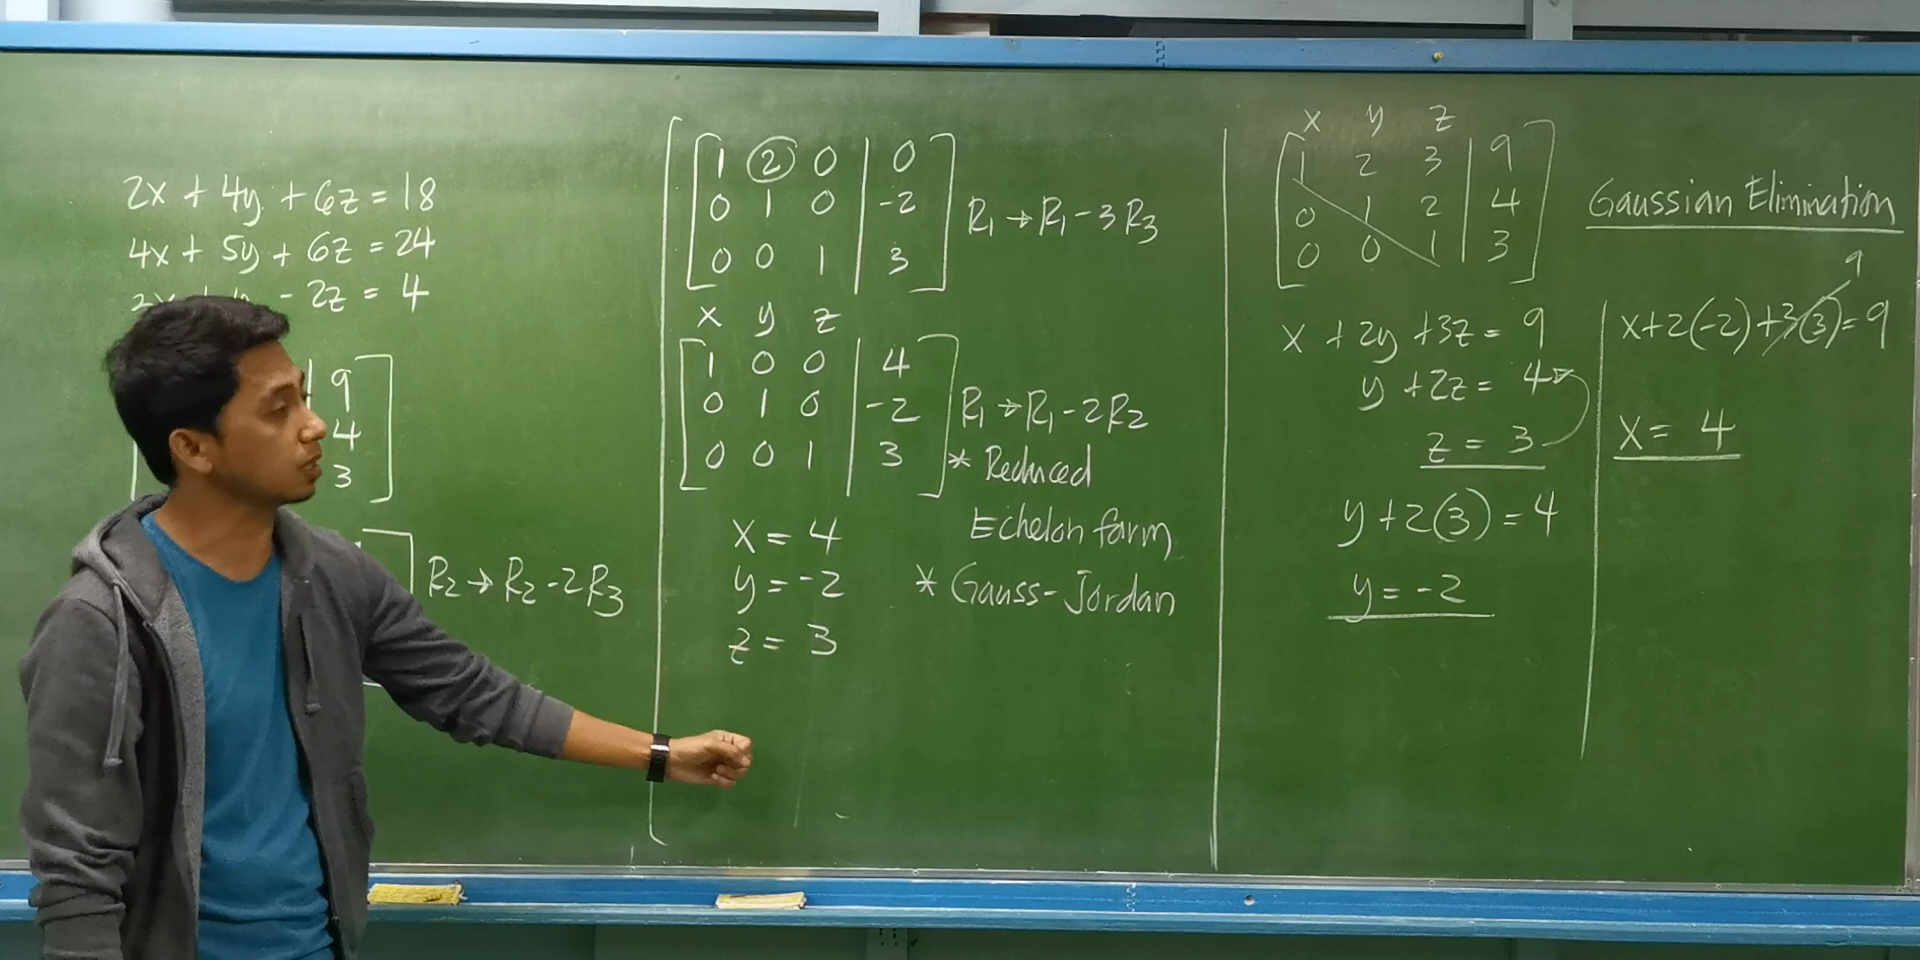 2x + 4y + 6z = 18
4x + 5y + 6z = 24
- 2z = 4
9
4
3
R2 → R2 - 2R3
1 2 0 | 0
0 1 0 | -2
0 0 1 | 3
R1 → R1 - 3R3
x y z
1 0 0 | 4
0 1 0 | -2
0 0 1 | 3
R1 → R1 - 2R2
* Reduced
Echelon form
x = 4
y = -2
z = 3
* Gauss-Jordan
x y z
1 2 3 | 9
0 1 2 | 4
0 0 1 | 3
Gaussian Elimination
x + 2y + 3z = 9
y + 2z = 4
z = 3
y + 2(3) = 4
y = -2
9
x + 2(-2) + 3(3) = 9
x = 4